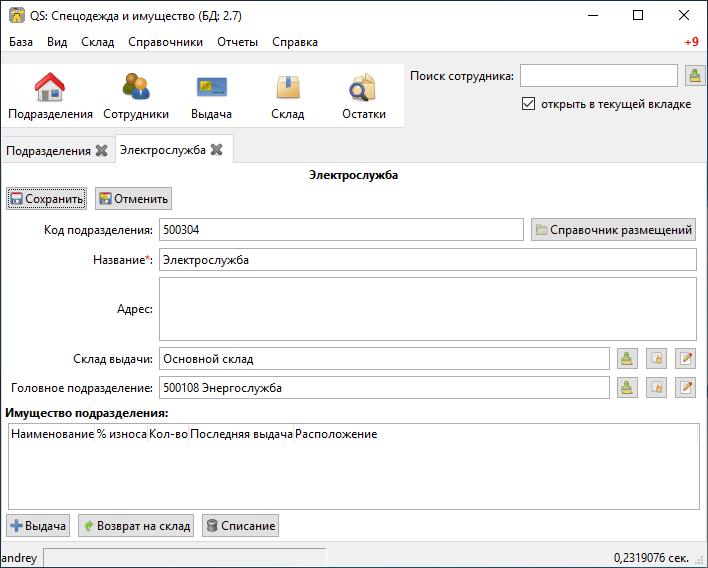 QS: Спецодежда и имущество (БД: 2.7)
База Вид Склад Справочники Отчеты Справка +9
Подразделения Сотрудники Выдача Склад Остатки
Поиск сотрудника:
открыть в текущей вкладке
Подразделения Электрослужба
Электрослужба
Сохранить Отменить
Код подразделения: 500304 Справочник размещений
Название*: Электрослужба
Адрес:
Склад выдачи: Основной склад
Головное подразделение: 500108 Энергослужба
Имущество подразделения:
Наименование % износа Кол-во Последняя выдача Расположение
Выдача Возврат на склад Списание
andrey 0,2319076 сек.